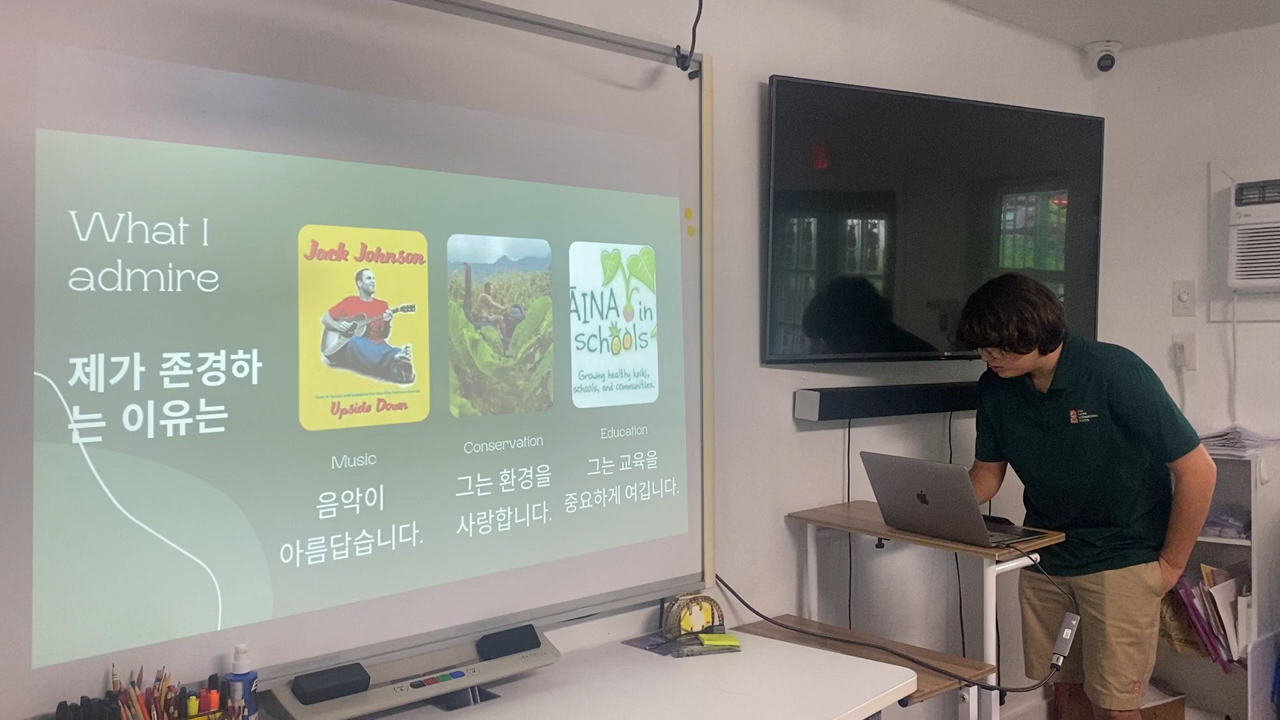 What I
admire
제가 존경하
는 이유는
Jack Johnson
Upside Down
Music
음악이
아름답습니다.
Conservation
그는 환경을
사랑합니다.
ĀINA in
schools
Growing healthy keiki,
schools, and communities.
Education
그는 교육을
중요하게 여깁니다.